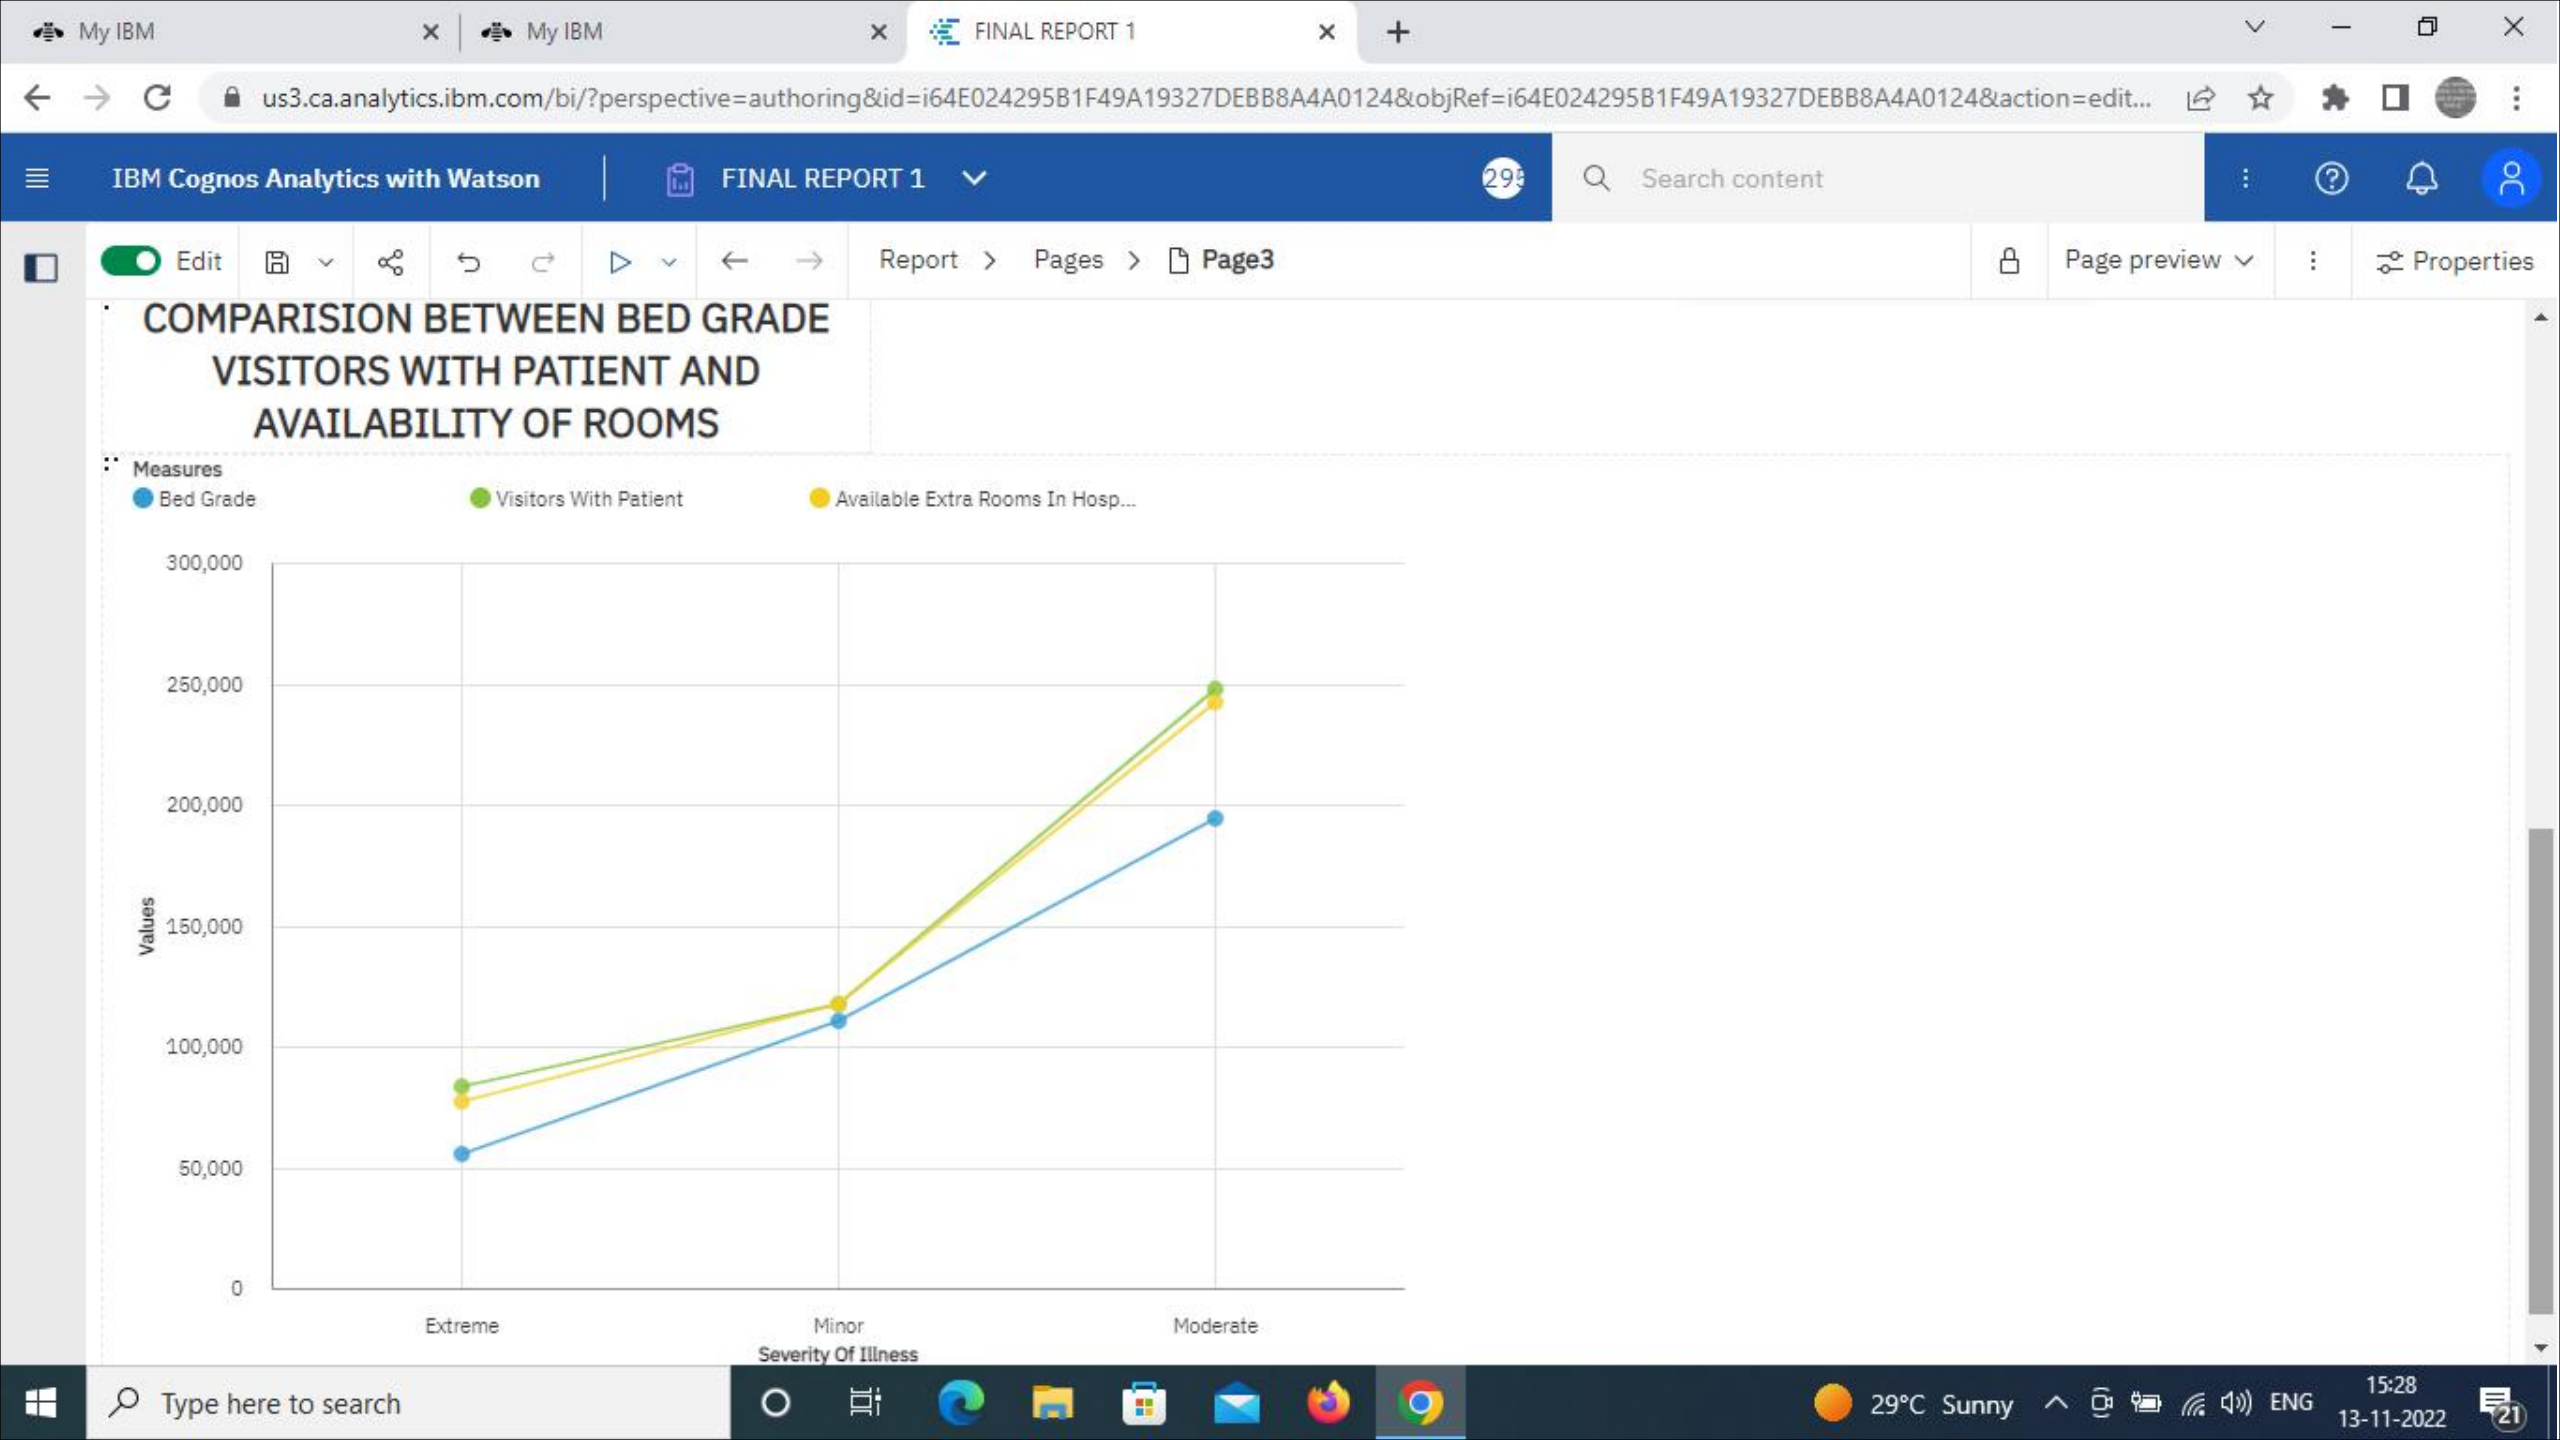 My IBM
My IBM
FINAL REPORT 1
us3.ca.analytics.ibm.com/bi/?perspective=authoring&id=i64E024295B1F49A19327DEBB8A4A0124&objRef=i64E024295B1F49A19327DEBB8A4A0124&action=edit...
IBM Cognos Analytics with Watson
FINAL REPORT 1
295
Search content
Edit
Report
Pages
Page3
Page preview
Properties
COMPARISION BETWEEN BED GRADE
VISITORS WITH PATIENT AND
AVAILABILITY OF ROOMS
Measures
Bed Grade
Visitors With Patient
Available Extra Rooms In Hosp...
300,000
250,000
200,000
150,000
100,000
50,000
0
Values
Extreme
Minor
Moderate
Severity Of Illness
Type here to search
29°C Sunny
ENG
15:28
13-11-2022
21